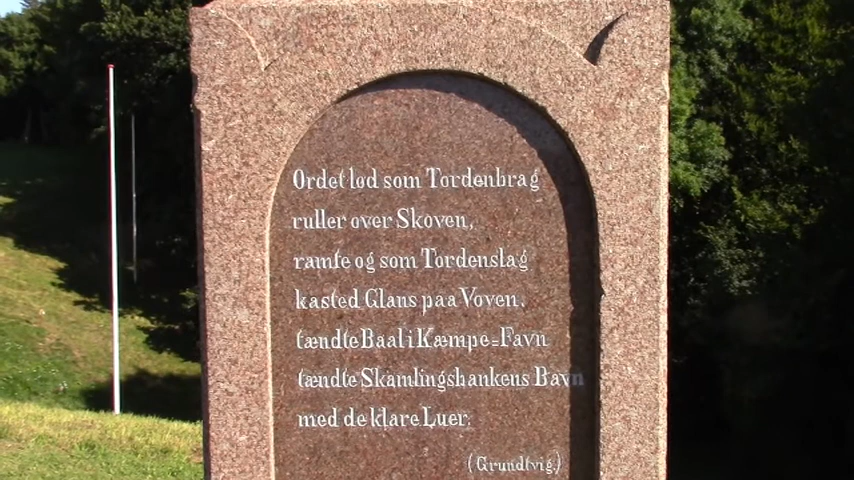 Ordet lød som Tordenbrag
ruller over Skoven,
ramte og som Tordenslag
kasted Glans paa Voven.
tændte Baal i Kæmpe=Favn
tændte Skamlingsbankens Bavn
med de klare Luer.
(Grundtvig.)